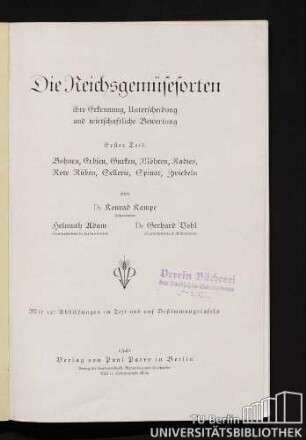 Die Reichsgemüsesorten
ihre Erkennung, Unterscheidung
und wirtschaftliche Bewertung
Erster Teil:
Bohnen, Erbsen, Gurken, Möhren, Radies,
Rote Rüben, Sellerie, Spinat, Zwiebeln
von
Dr. Konrad Kampe
Helmuth Adam
Dr. Gerhard Vohl
Verein Bücherei
Mit Abbildungen im Text und auf Bestimmungstafeln
Verlag von Paul Parey in Berlin
TU Berlin
UNIVERSITÄTSBIBLIOTHEK